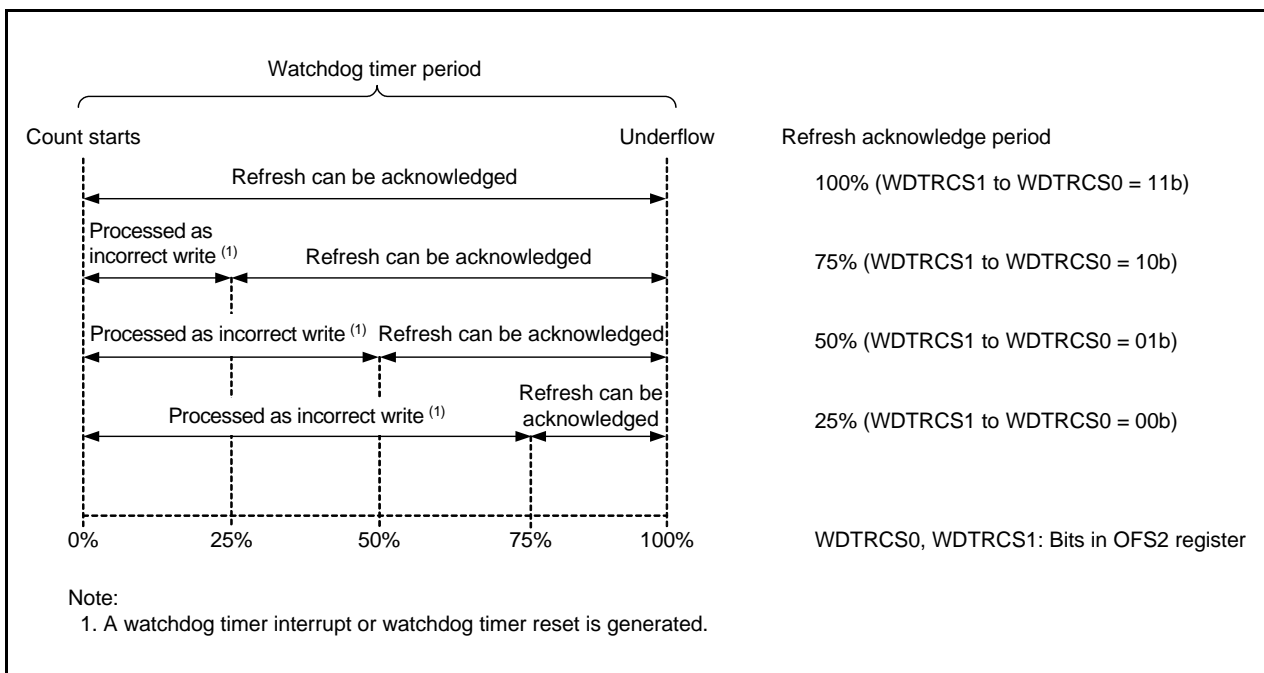 Watchdog timer period
Count starts
Underflow
Refresh acknowledge period
Refresh can be acknowledged
100% (WDTRCS1 to WDTRCS0 = 11b)
Processed as
incorrect write (1)
Refresh can be acknowledged
75% (WDTRCS1 to WDTRCS0 = 10b)
Processed as incorrect write (1)
Refresh can be acknowledged
50% (WDTRCS1 to WDTRCS0 = 01b)
Processed as incorrect write (1)
Refresh can be
acknowledged
25% (WDTRCS1 to WDTRCS0 = 00b)
0%
25%
50%
75%
100%
WDTRCS0, WDTRCS1: Bits in OFS2 register
Note:
1. A watchdog timer interrupt or watchdog timer reset is generated.